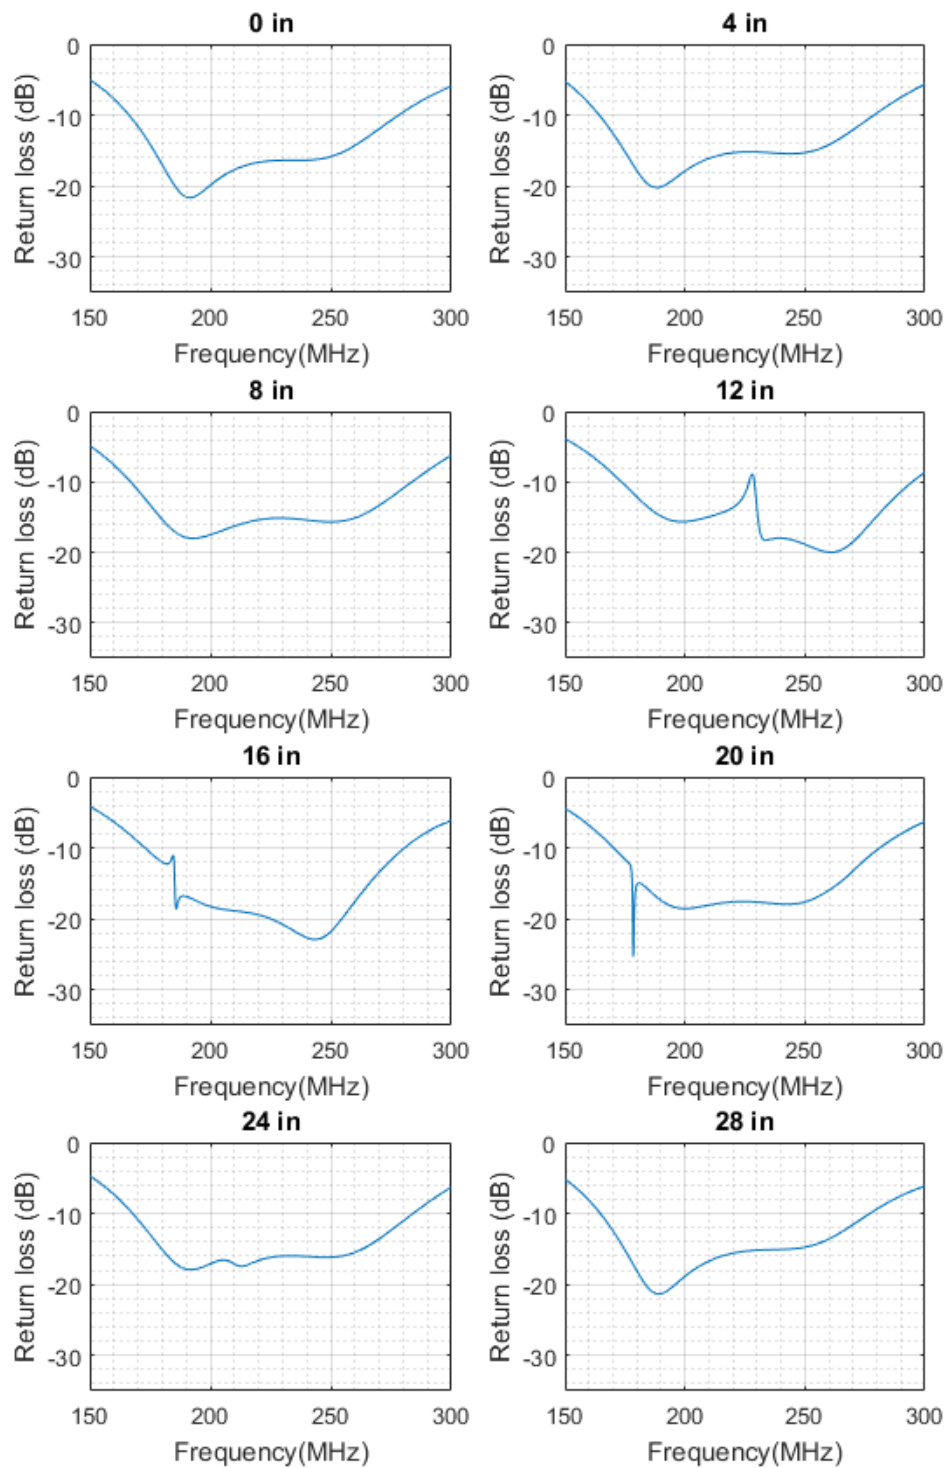 0 in
4 in
0
-10
-20
-30
Return loss (dB)
150 200 250 300
Frequency(MHz)
0
-10
-20
-30
Return loss (dB)
150 200 250 300
Frequency(MHz)
8 in
12 in
0
-10
-20
-30
Return loss (dB)
150 200 250 300
Frequency(MHz)
0
-10
-20
-30
Return loss (dB)
150 200 250 300
Frequency(MHz)
16 in
20 in
0
-10
-20
-30
Return loss (dB)
150 200 250 300
Frequency(MHz)
0
-10
-20
-30
Return loss (dB)
150 200 250 300
Frequency(MHz)
24 in
28 in
0
-10
-20
-30
Return loss (dB)
150 200 250 300
Frequency(MHz)
0
-10
-20
-30
Return loss (dB)
150 200 250 300
Frequency(MHz)